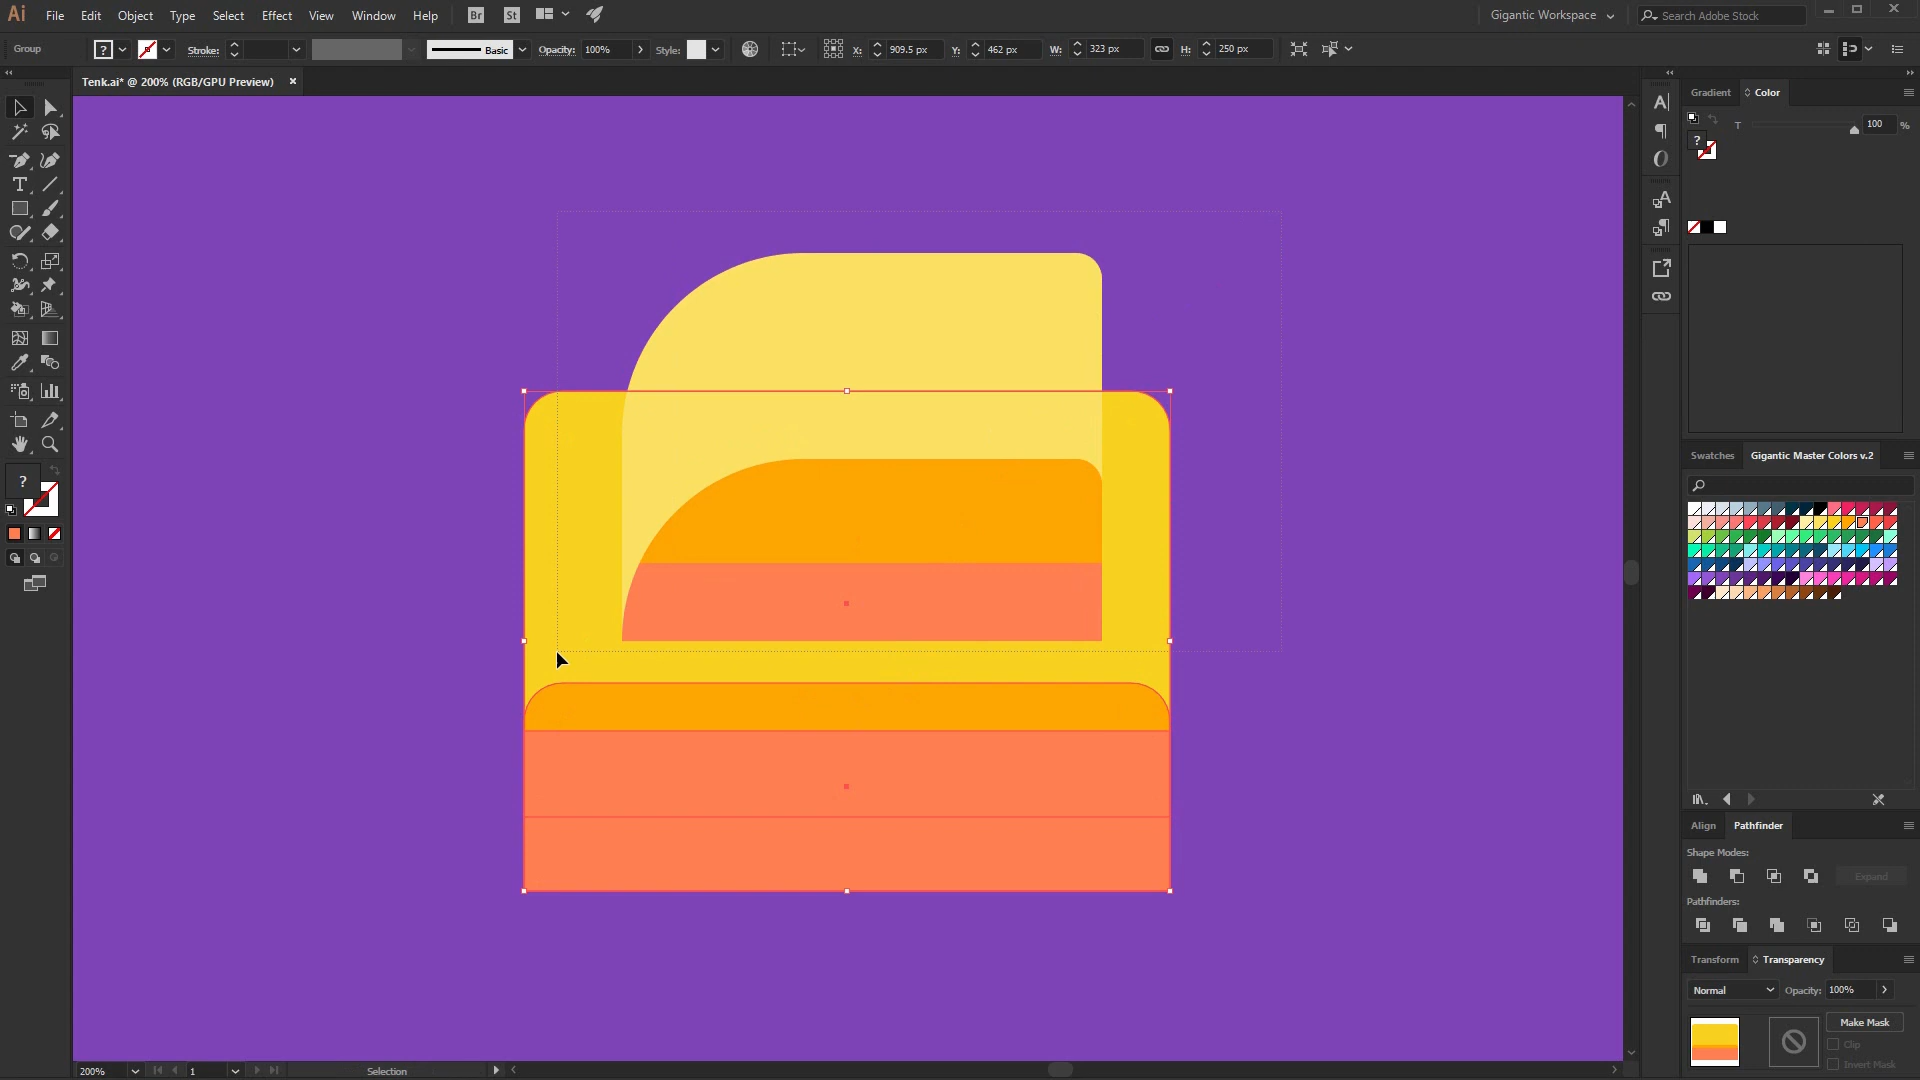 Ai File Edit Object Type Select Effect View Window Help Br St Gigantic Workspace Search Adobe Stock
Group ? Stroke: Basic Opacity: 100% Style: X: 909.5 px Y: 462 px W: 323 px H: 250 px
Tenk.ai* @ 200% (RGB/GPU Preview) ×
Gradient Color
T 100 %
?
Swatches Gigantic Master Colors v.2
?
Align Pathfinder
Shape Modes:
Expand
Pathfinders:
Transform Transparency
Normal Opacity: 100%
Make Mask
Clip
Invert Mask
200% 1 Selection